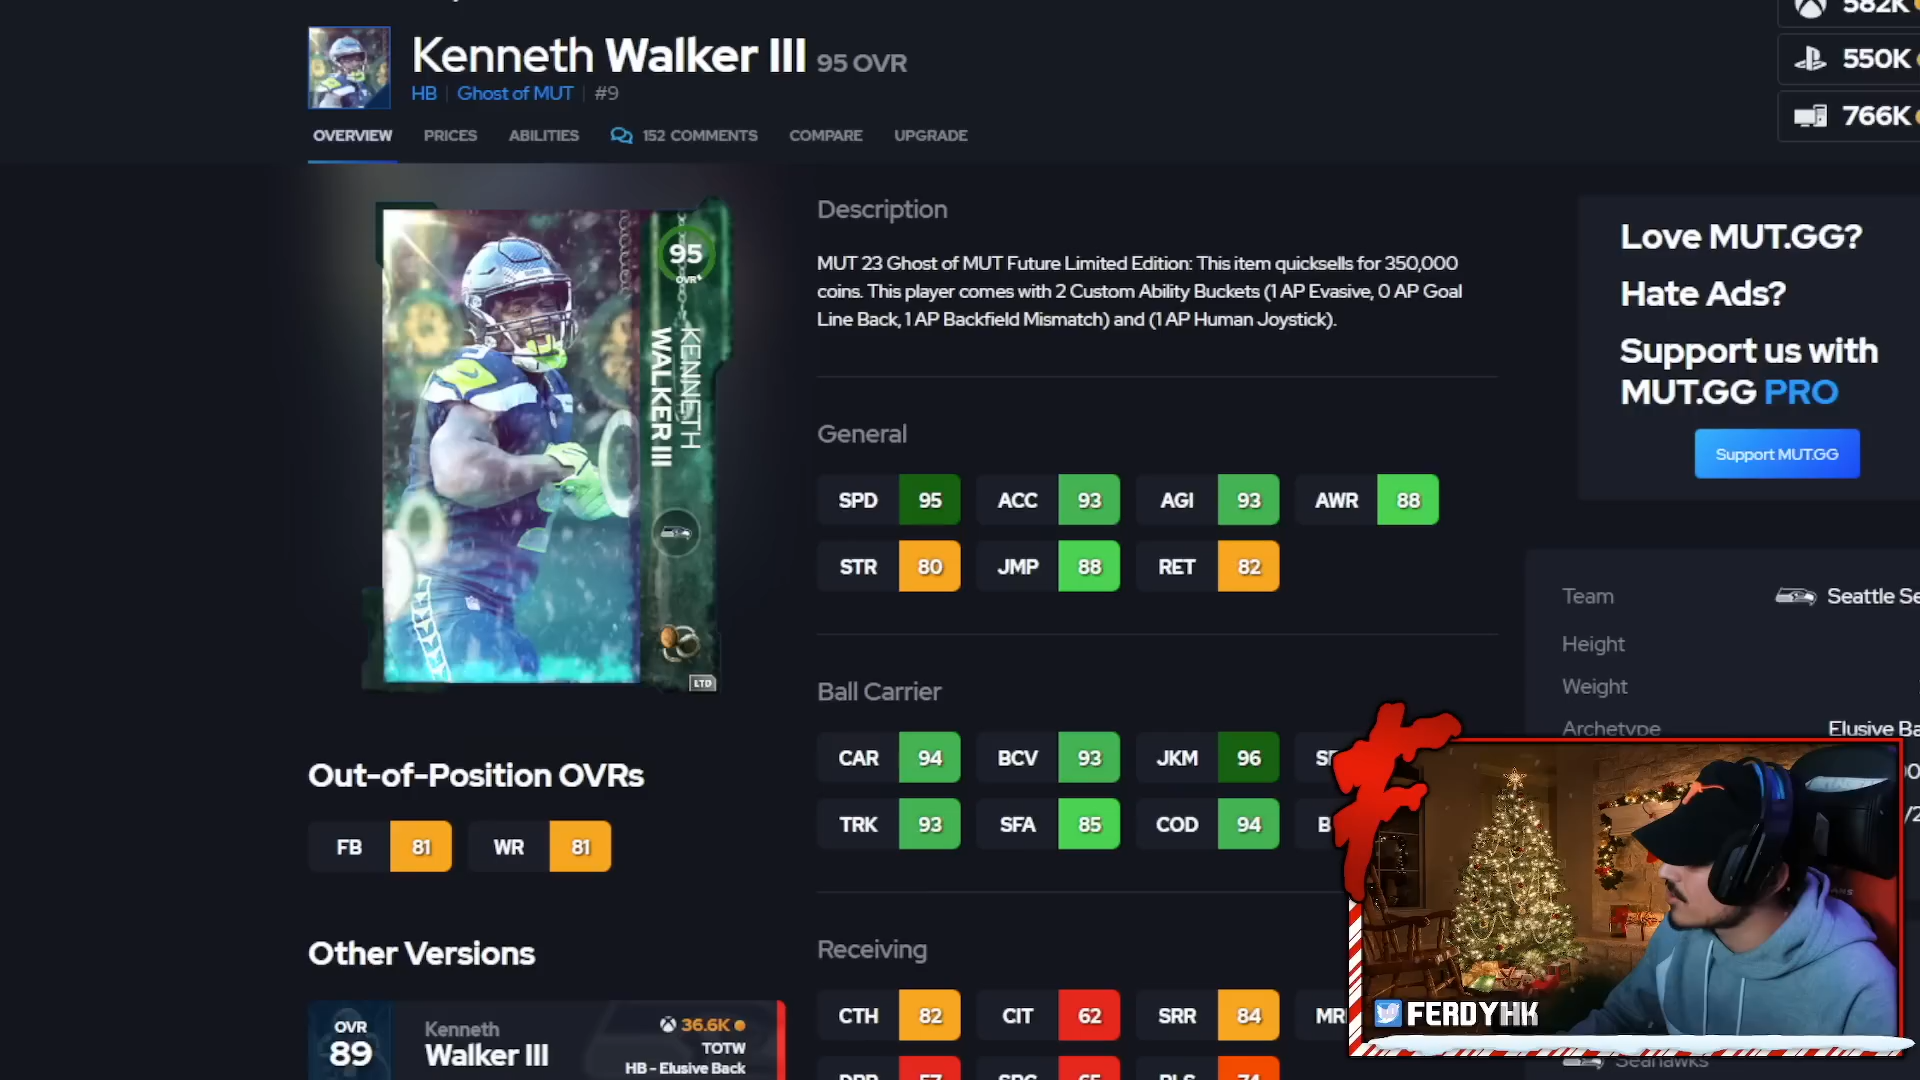 582K
Kenneth Walker III 95 OVR
550K
HB | Ghost of MUT | #9
766K
OVERVIEW PRICES ABILITIES 152 COMMENTS COMPARE UPGRADE
Description
MUT 23 Ghost of MUT Future Limited Edition: This item quicksells for 350,000
coins. This player comes with 2 Custom Ability Buckets (1 AP Evasive, 0 AP Goal
Line Back, 1 AP Backfield Mismatch) and (1 AP Human Joystick).
95
OVR
KENNETH
WALKER III
LTD
Love MUT.GG?
Hate Ads?
Support us with
MUT.GG PRO
Support MUT.GG
General
SPD 95 ACC 93 AGI 93 AWR 88
STR 80 JMP 88 RET 82
Team Seattle Se
Height
Weight
Archetype Elusive Ba
Ball Carrier
CAR 94 BCV 93 JKM 96
TRK 93 SFA 85 COD 94
Out-of-Position OVRs
FB 81 WR 81
Receiving
CTH 82 CIT 62 SRR 84 MR
Other Versions
OVR
89
Kenneth
Walker III
36.6K
TOTW
HB - Elusive Back
FERDYHK
Seahawks